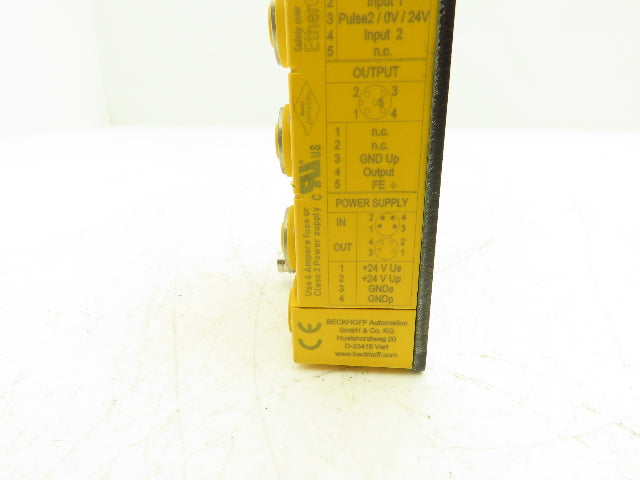 2 Input 1
3 Pulse2 / 0V / 24V
4 Input 2
5 n.c.
Safety over
Ether
OUTPUT
2 3
5
1 4
1 n.c.
2 n.c.
3 GND Up
4 Output
5 FE
c UL US
POWER SUPPLY
IN
2 4
1 3
OUT
4 2
3 1
1 +24 V Us
2 +24 V Up
3 GNDs
4 GNDp
Use 4 Ampere fuse or
Class 2 Power supply
CE
BECKHOFF Automation
GmbH & Co. KG
Huelshorstweg 20
D-33415 Verl
www.beckhoff.com